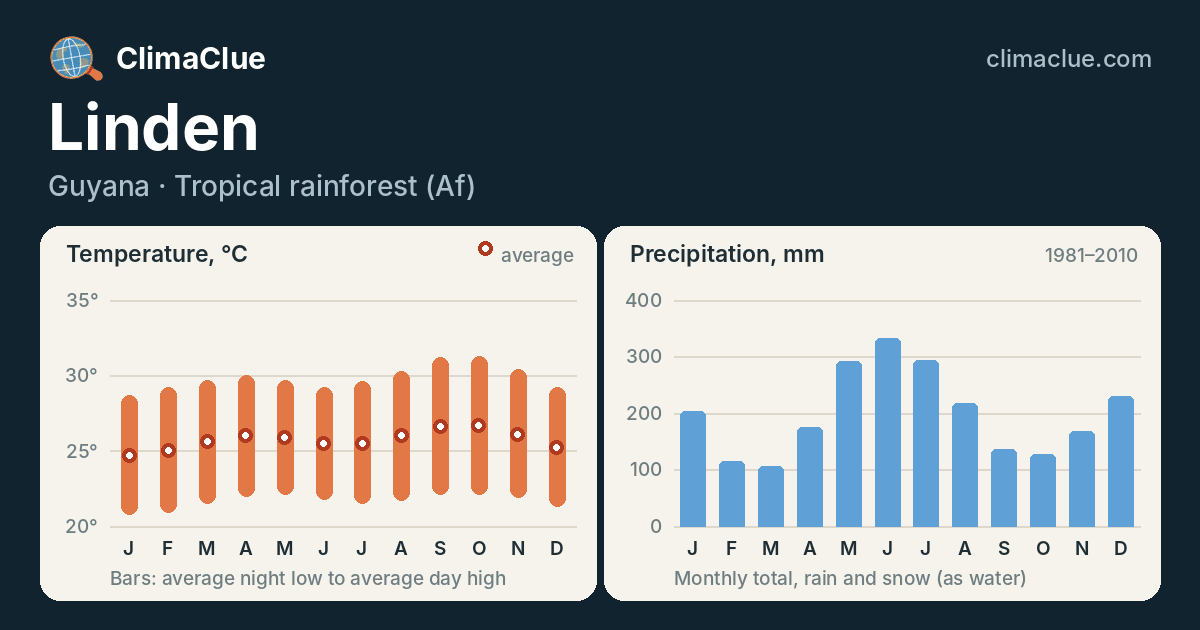 ClimaClue
climaclue.com
Linden
Guyana · Tropical rainforest (Af)
Temperature, °C
average
35°
30°
25°
20°
J F M A M J J A S O N D
Bars: average night low to average day high
Precipitation, mm
1981–2010
400
300
200
100
0
J F M A M J J A S O N D
Monthly total, rain and snow (as water)